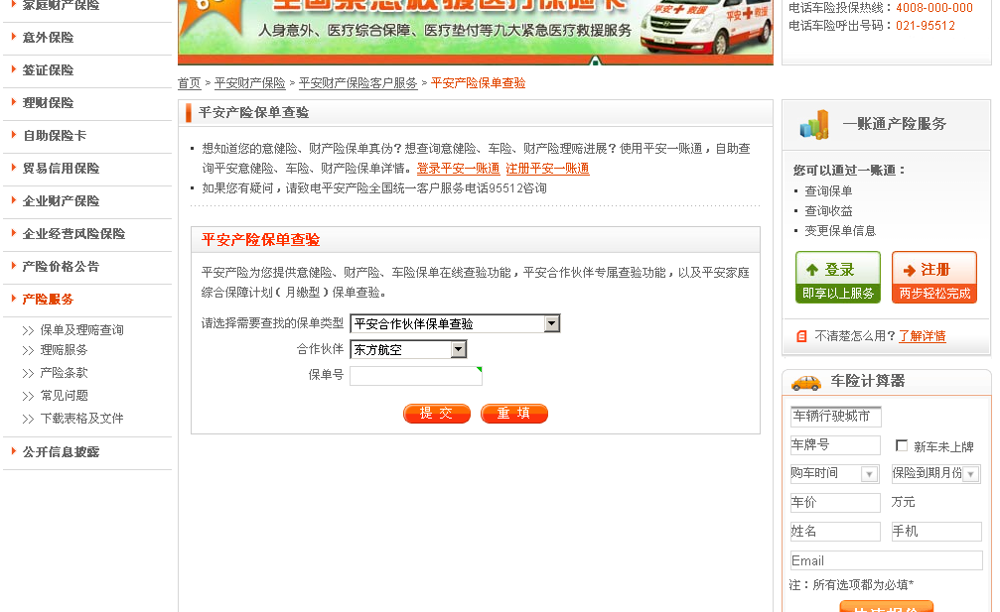 家庭财产保险
意外保险
签证保险
理财保险
自助保险卡
贸易信用保险
企业财产保险
企业经营风险保险
产险价格公告
产险服务
>> 保单及理赔查询
>> 理赔服务
>> 产险条款
>> 常见问题
>> 下载表格及文件
公开信息披露
全国紧急救援医疗保险卡
人身意外、医疗综合保障、医疗垫付等九大紧急医疗救援服务
平安 救援
平安 救援
首页 > 平安财产保险 > 平安财产保险客户服务 > 平安产险保单查验
平安产险保单查验
想知道您的意健险、财产险保单真伪？想查询意健险、车险、财产险理赔进展？使用平安一账通，自助查
询平安意健险、车险、财产险保单详情。登录平安一账通 注册平安一账通
如果您有疑问，请致电平安产险全国统一客户服务电话95512咨询
平安产险保单查验
平安产险为您提供意健险、财产险、车险保单在线查验功能，平安合作伙伴专属查验功能，以及平安家庭
综合保障计划（月缴型）保单查验。
请选择需要查找的保单类型 平安合作伙伴保单查验
合作伙伴 东方航空
保单号
提 交 重 填
电话车险投保热线：4008-000-000
电话车险呼出号码：021-95512
一账通产险服务
您可以通过一账通：
查询保单
查询收益
变更保单信息
登录
即享以上服务
注册
两步轻松完成
不清楚怎么用？了解详情
车险计算器
车辆行驶城市
车牌号 新车未上牌
购车时间 保险到期月份
车价 万元
姓名 手机
Email
注：所有选项都为必填*
快速报价